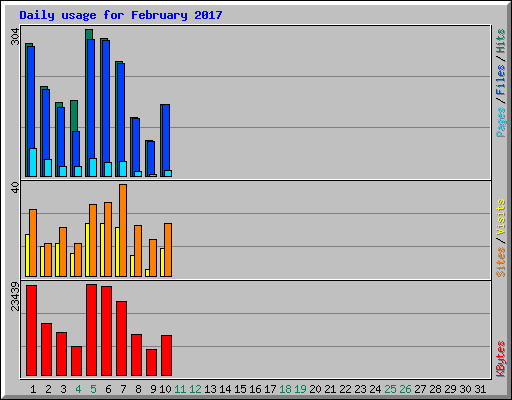 Daily usage for February 2017
304
Pages/Files/Hits
40
Sites/Visits
23439
KBytes
1 2 3 4 5 6 7 8 9 10 11 12 13 14 15 16 17 18 19 20 21 22 23 24 25 26 27 28 29 30 31